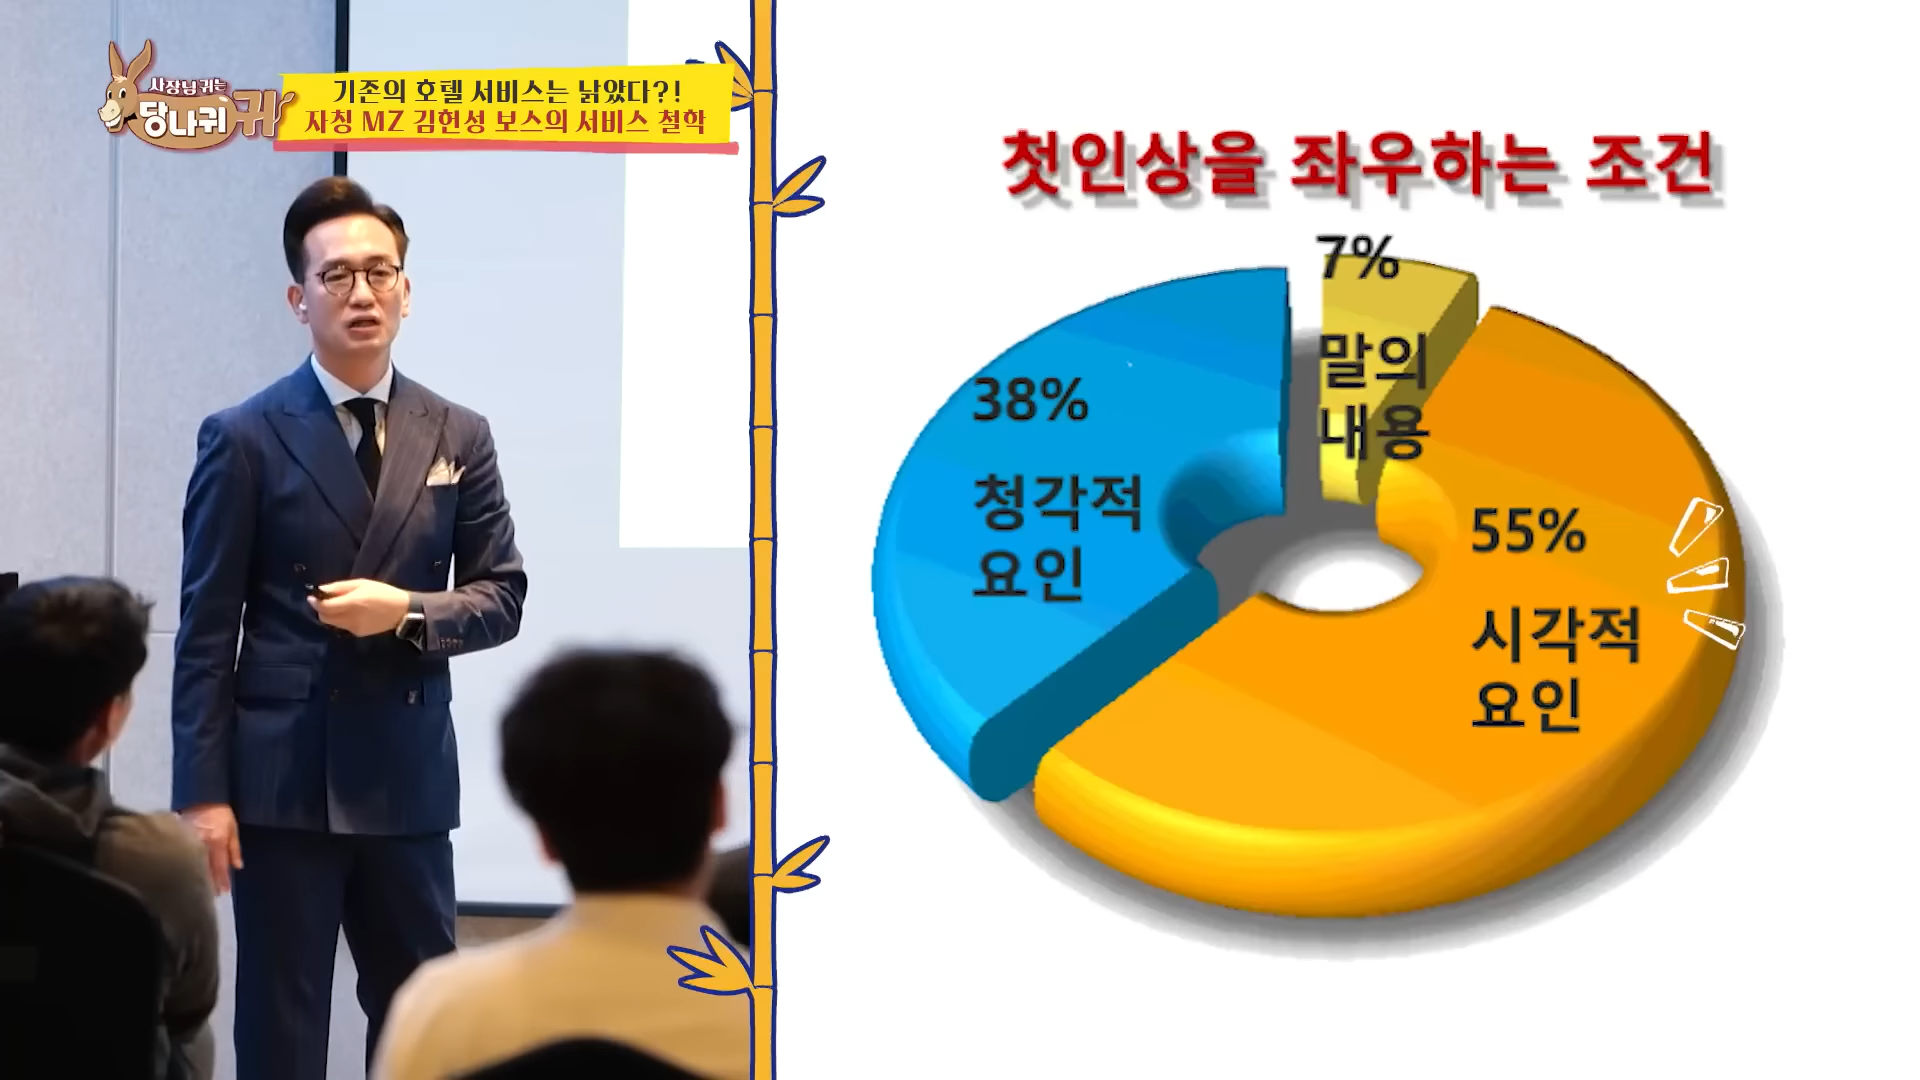 사장님 귀는
당나귀 귀
기존의 호텔 서비스는 낡았다?!
자칭 MZ 김헌성 보스의 서비스 철학
첫인상을 좌우하는 조건
7%
말의
내용
38%
청각적
요인
55%
시각적
요인